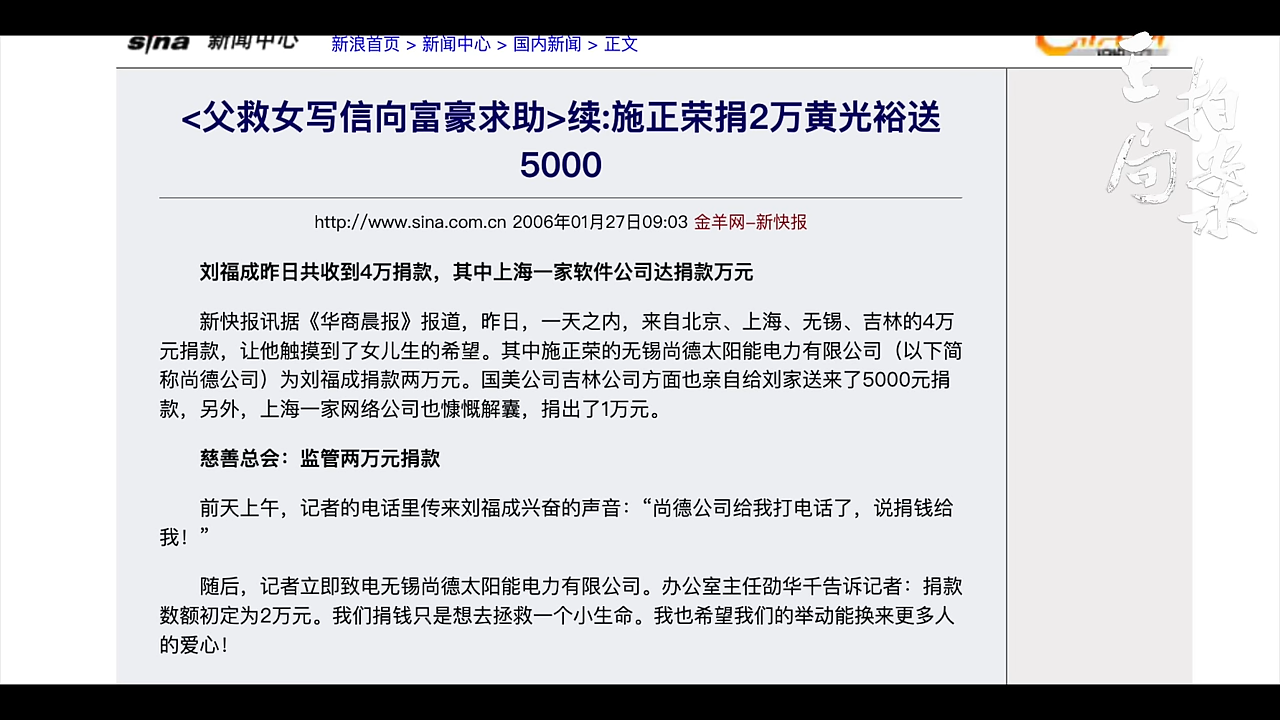 sina 新闻中心 新浪首页 > 新闻中心 > 国内新闻 > 正文
<父救女写信向富豪求助>续:施正荣捐2万黄光裕送
5000
http://www.sina.com.cn 2006年01月27日09:03 金羊网-新快报
刘福成昨日共收到4万捐款，其中上海一家软件公司达捐款万元
新快报讯据《华商晨报》报道，昨日，一天之内，来自北京、上海、无锡、吉林的4万
元捐款，让他触摸到了女儿生的希望。其中施正荣的无锡尚德太阳能电力有限公司（以下简
称尚德公司）为刘福成捐款两万元。国美公司吉林公司方面也亲自给刘家送来了5000元捐
款，另外，上海一家网络公司也慷慨解囊，捐出了1万元。
慈善总会：监管两万元捐款
前天上午，记者的电话里传来刘福成兴奋的声音：“尚德公司给我打电话了，说捐钱给
我！”
随后，记者立即致电无锡尚德太阳能电力有限公司。办公室主任劭华千告诉记者：捐款
数额初定为2万元。我们捐钱只是想去拯救一个小生命。我也希望我们的举动能换来更多人
的爱心！
王局拍案